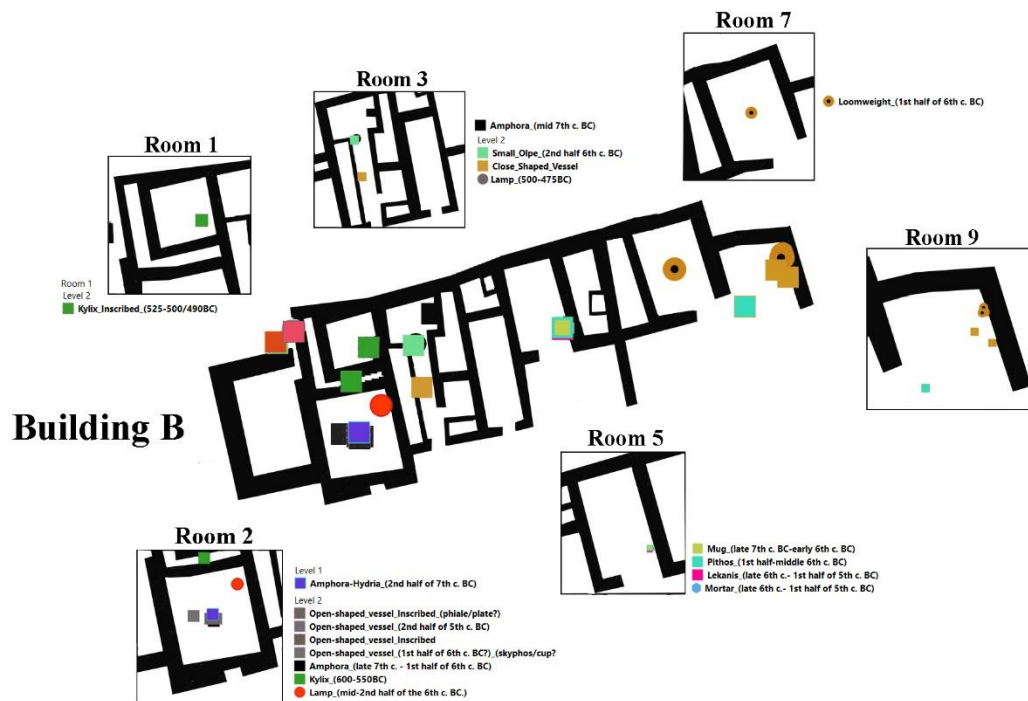 Room 7
Loomweight_(1st half of 6th c. BC)
Room 3
Amphora_(mid 7th c. BC)
Level 2
Small_Olpe_(2nd half 6th c. BC)
Close_Shaped_Vessel
Lamp_(500-475BC)
Room 1
Room 1
Level 2
Kylix_Inscribed_(525-500/490BC)
Room 9
Building B
Room 5
Mug_(late 7th c. BC-early 6th c. BC)
Pithos_(1st half-middle 6th c. BC)
Lekanis_(late 6th c.- 1st half of 5th c. BC)
Mortar_(late 6th c.- 1st half of 5th c. BC)
Room 2
Level 1
Amphora-Hydria_(2nd half of 7th c. BC)
Level 2
Open-shaped_vessel_Inscribed_(phiale/plate?)
Open-shaped_vessel_(2nd half of 5th c. BC)
Open-shaped_vessel_Inscribed
Open-shaped_vessel_(1st half of 6th c. BC?)_(skyphos/cup?
Amphora_(late 7th c. - 1st half of 6th c. BC)
Kylix_(600-550BC)
Lamp_(mid-2nd half of the 6th c. BC.)